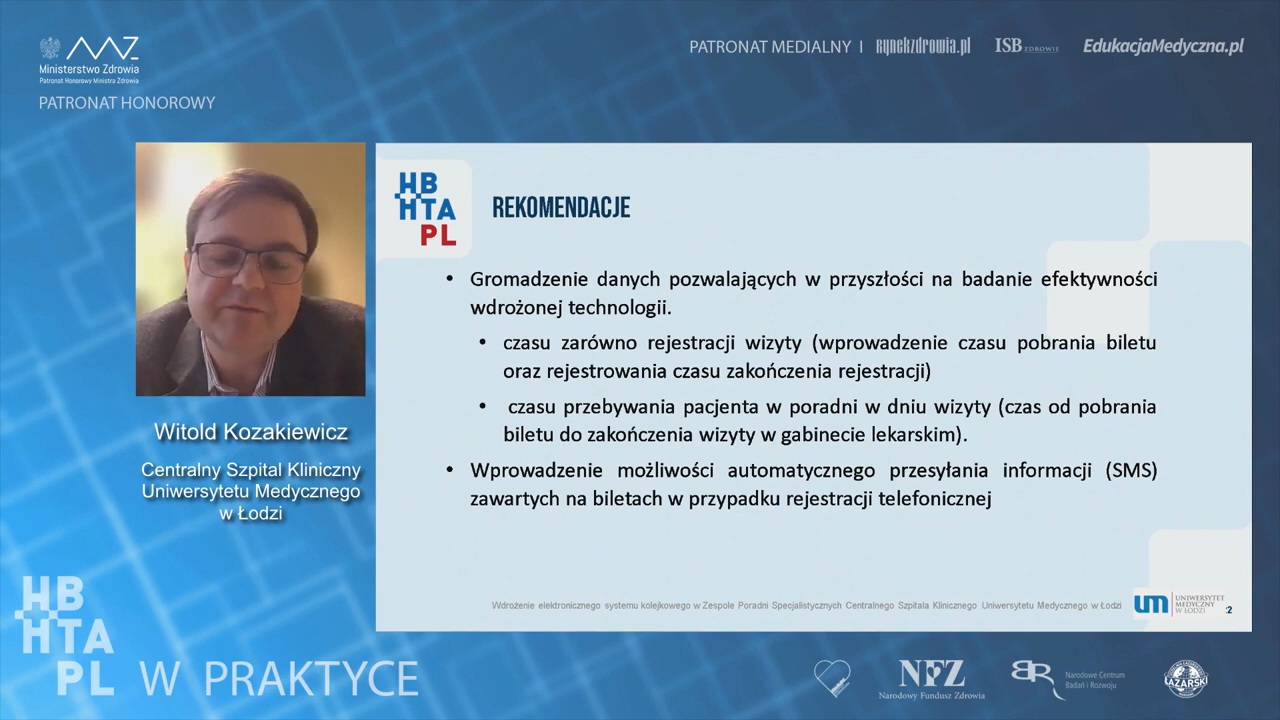 Ministerstwo Zdrowia
Patronat Honorowy Ministra Zdrowia
PATRONAT HONOROWY
PATRONAT MEDIALNY I rynekzdrowia.pl ISB ZDROWIE EdukacjaMedyczna.pl
HB
HTA
PL
REKOMENDACJE
• Gromadzenie danych pozwalających w przyszłości na badanie efektywności
wdrożonej technologii.
• czasu zarówno rejestracji wizyty (wprowadzenie czasu pobrania biletu
oraz rejestrowania czasu zakończenia rejestracji)
• czasu przebywania pacjenta w poradni w dniu wizyty (czas od pobrania
biletu do zakończenia wizyty w gabinecie lekarskim).
• Wprowadzenie możliwości automatycznego przesyłania informacji (SMS)
zawartych na biletach w przypadku rejestracji telefonicznej
Wdrożenie elektronicznego systemu kolejkowego w Zespole Poradni Specjalistycznych Centralnego Szpitala Klinicznego Uniwersytetu Medycznego w Łodzi
um UNIWERSYTET
MEDYCZNY
W ŁODZI
2
Witold Kozakiewicz
Centralny Szpital Kliniczny
Uniwersytetu Medycznego
w Łodzi
HB
HTA
PL W PRAKTYCE
NFZ
Narodowy Fundusz Zdrowia
BR
Narodowe Centrum
Badań i Rozwoju
ŁAZARSKI